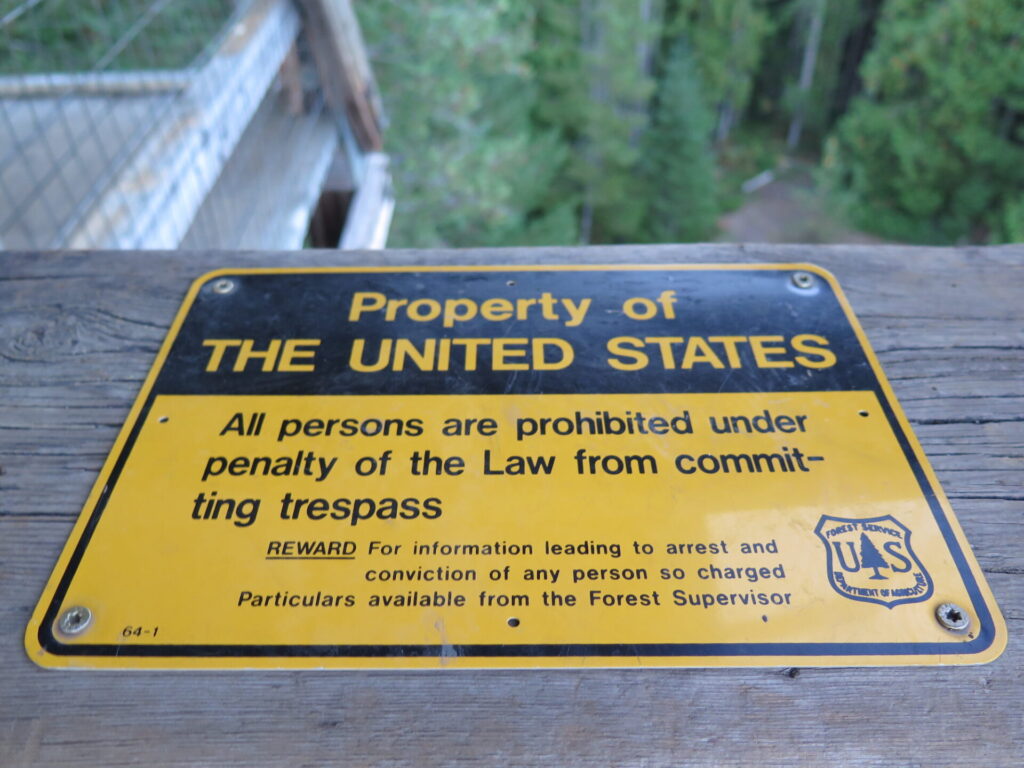 Property of
THE UNITED STATES
All persons are prohibited under
penalty of the Law from commit-
ting trespass
REWARD For information leading to arrest and
conviction of any person so charged
Particulars available from the Forest Supervisor
FOREST SERVICE
U S
DEPARTMENT OF AGRICULTURE
64-1